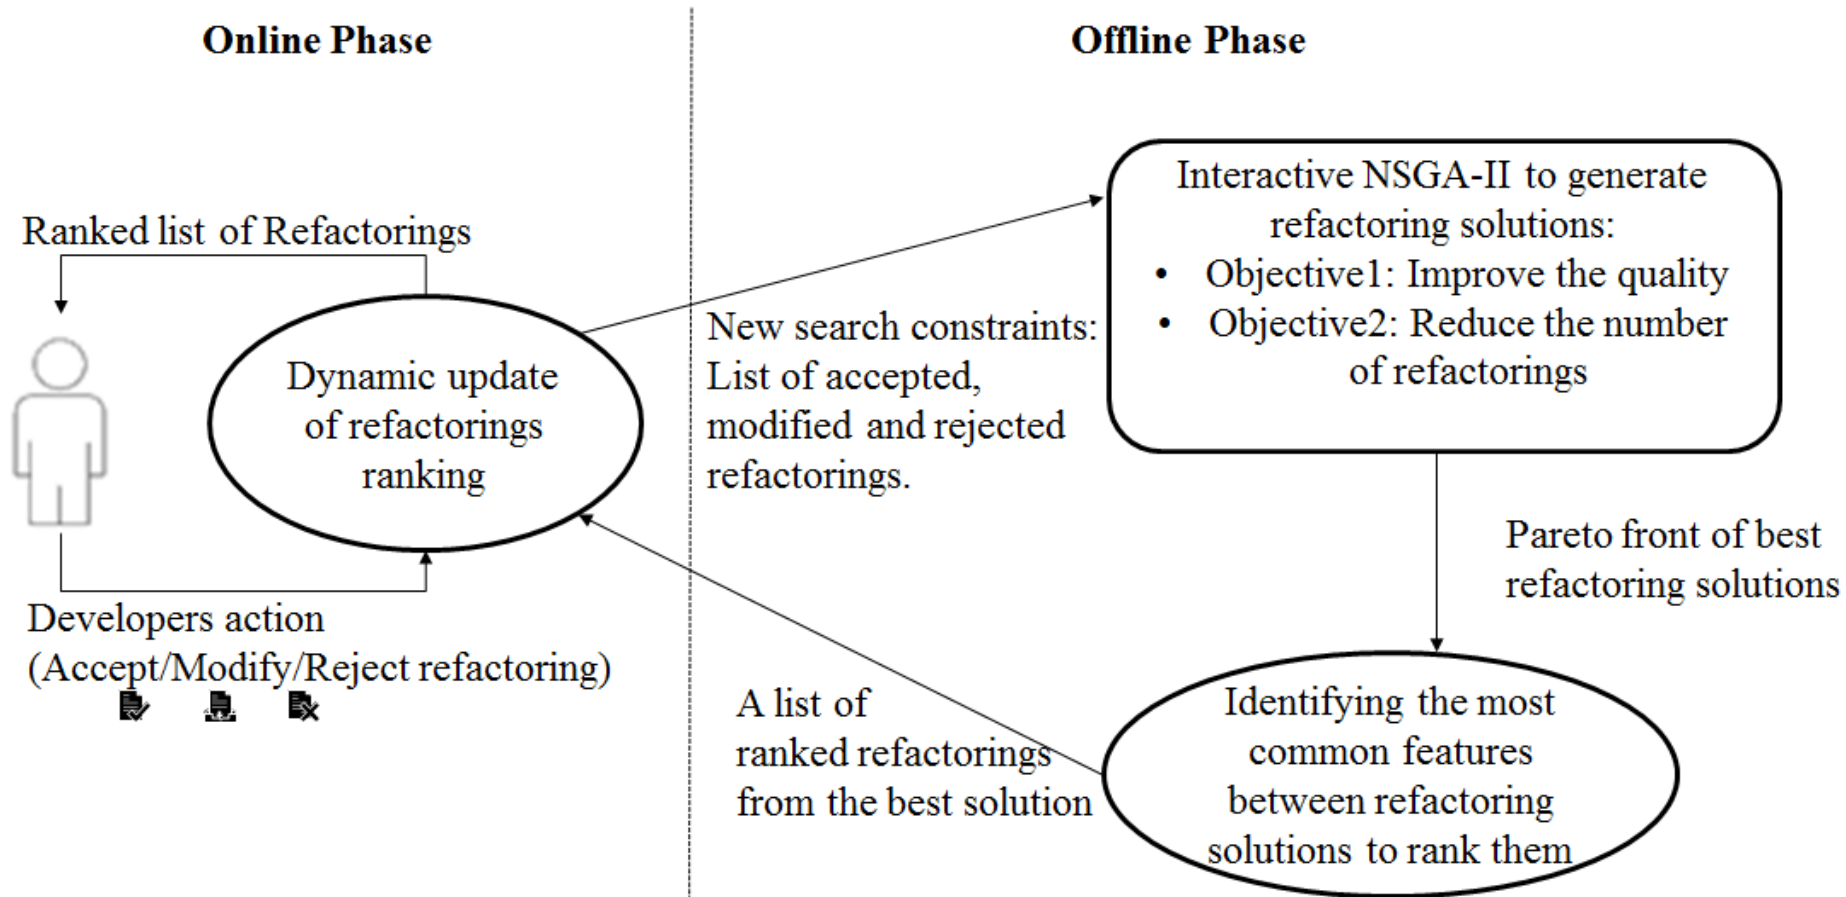 Online Phase
Offline Phase
Ranked list of Refactorings
Dynamic update
of refactorings
ranking
Developers action
(Accept/Modify/Reject refactoring)
New search constraints:
List of accepted,
modified and rejected
refactorings.
Interactive NSGA-II to generate
refactoring solutions:
• Objective1: Improve the quality
• Objective2: Reduce the number
of refactorings
Pareto front of best
refactoring solutions
Identifying the most
common features
between refactoring
solutions to rank them
A list of
ranked refactorings
from the best solution